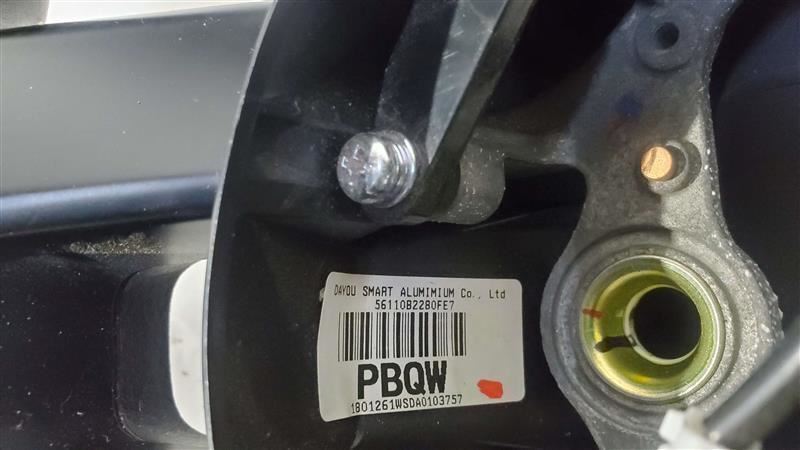 DAYOU SMART ALUMIMIUM Co., Ltd
56110B2280FE7
PBQW
1801261WSDA0103757